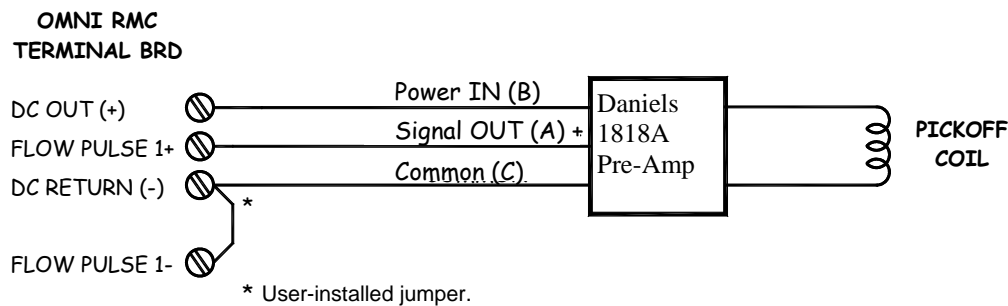 OMNI RMC
TERMINAL BRD
DC OUT (+)
Power IN (B)
FLOW PULSE 1+
Signal OUT (A) +
DC RETURN (-)
Common (C)
Daniels
1818A
Pre-Amp
PICKOFF
COIL
*
FLOW PULSE 1-
* User-installed jumper.